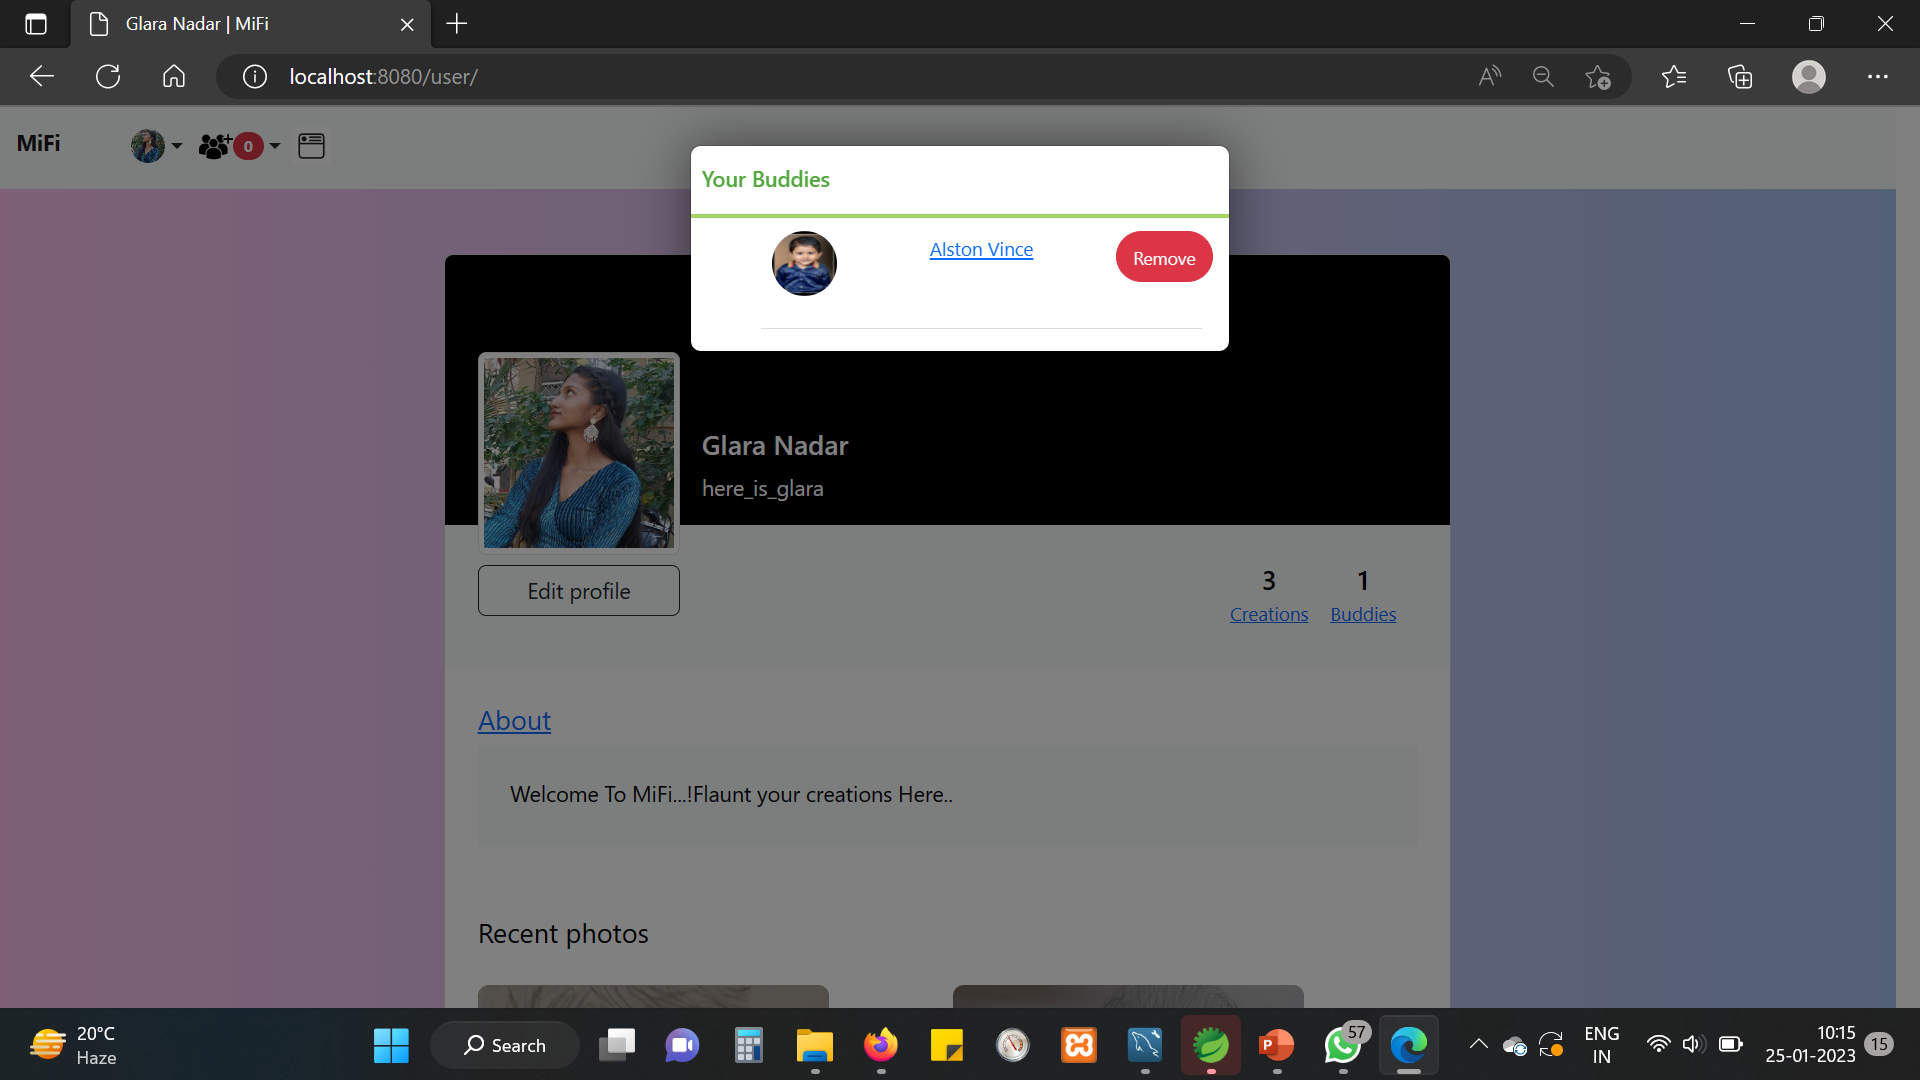 Glara Nadar | MiFi
localhost:8080/user/
MiFi
0
Your Buddies
Alston Vince
Remove
Glara Nadar
here_is_glara
Edit profile
3
Creations
1
Buddies
About
Welcome To MiFi...!Flaunt your creations Here..
Recent photos
20°C
Haze
Search
57
ENG
IN
10:15
25-01-2023
15